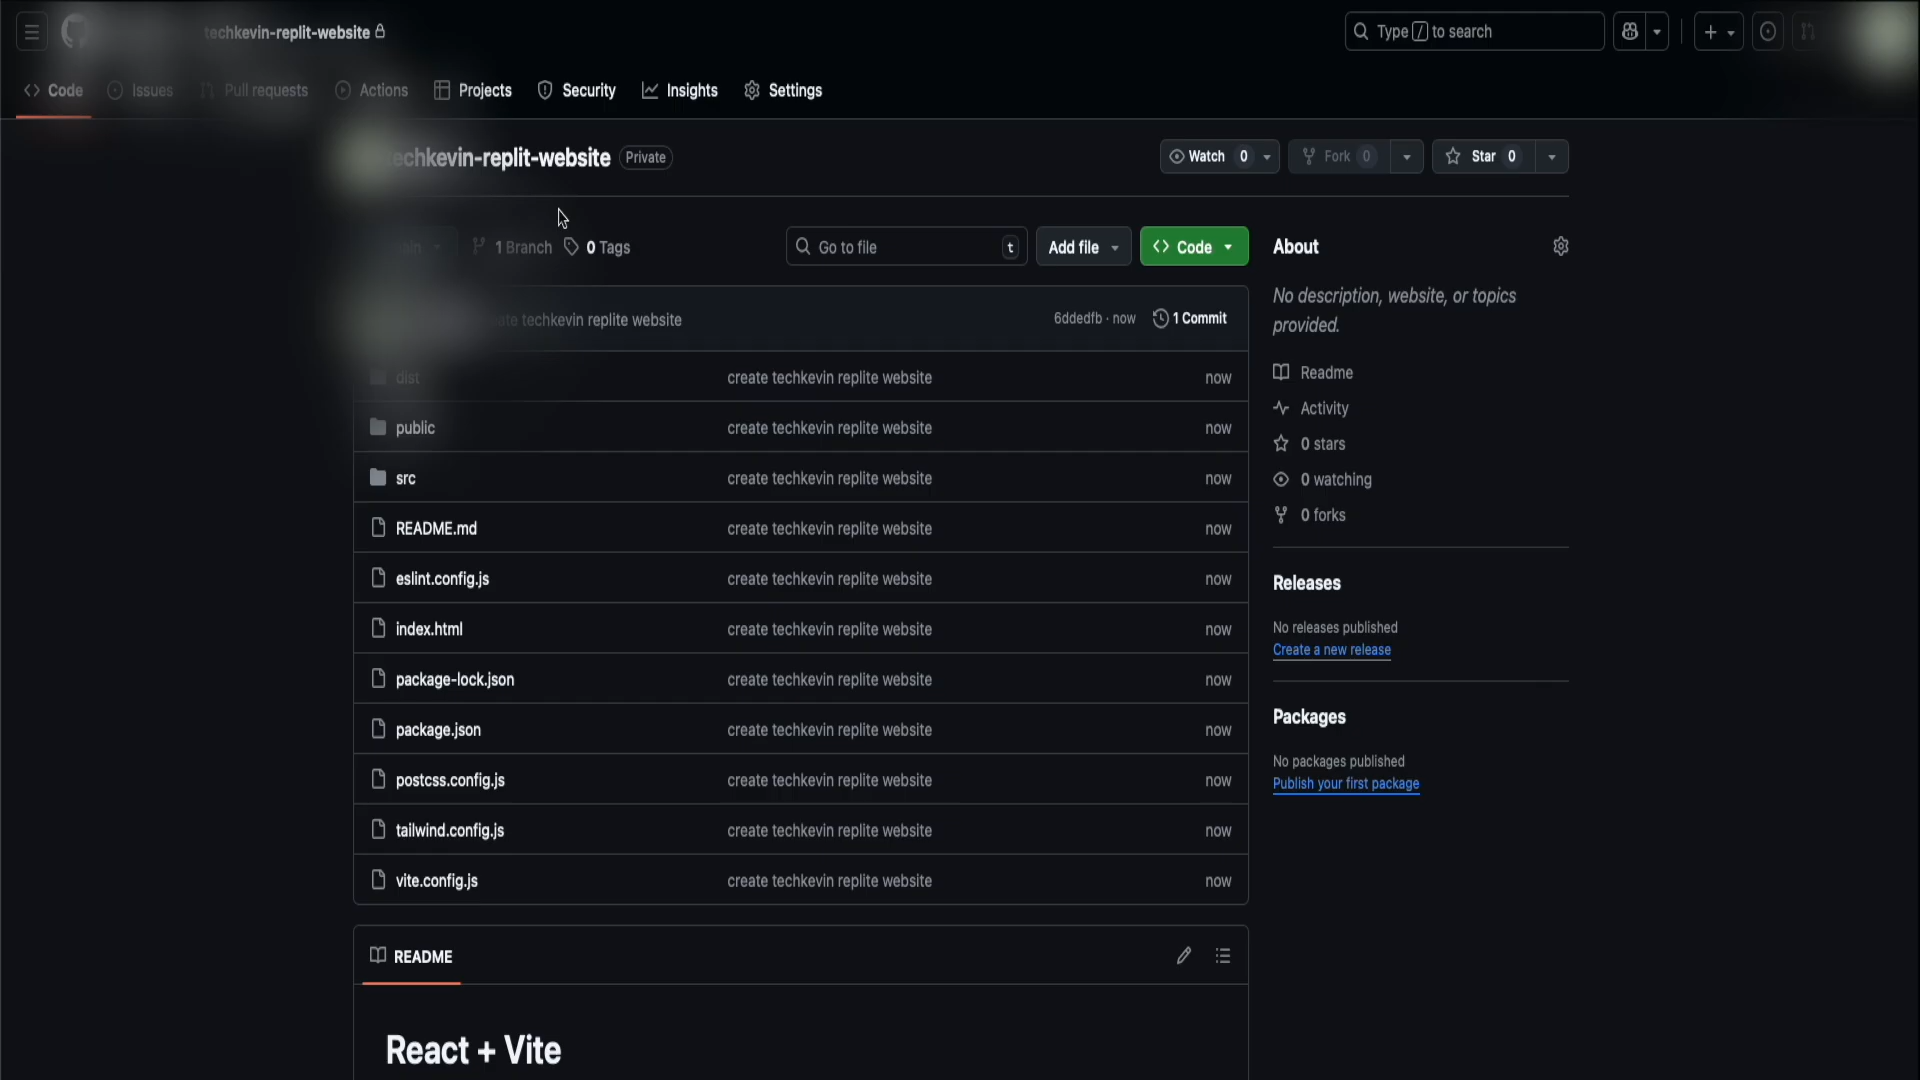 techkevin-replit-website
Type / to search
Code
Issues
Pull requests
Actions
Projects
Security
Insights
Settings
techkevin-replit-website
Private
Watch 0
Fork 0
Star 0
1 Branch
0 Tags
Go to file
t
Add file
Code
techkevin replite website
6ddedfb · now
1 Commit
dist
create techkevin replite website
now
public
create techkevin replite website
now
src
create techkevin replite website
now
README.md
create techkevin replite website
now
eslint.config.js
create techkevin replite website
now
index.html
create techkevin replite website
now
package-lock.json
create techkevin replite website
now
package.json
create techkevin replite website
now
postcss.config.js
create techkevin replite website
now
tailwind.config.js
create techkevin replite website
now
vite.config.js
create techkevin replite website
now
README
React + Vite
About
No description, website, or topics
provided.
Readme
Activity
0 stars
0 watching
0 forks
Releases
No releases published
Create a new release
Packages
No packages published
Publish your first package